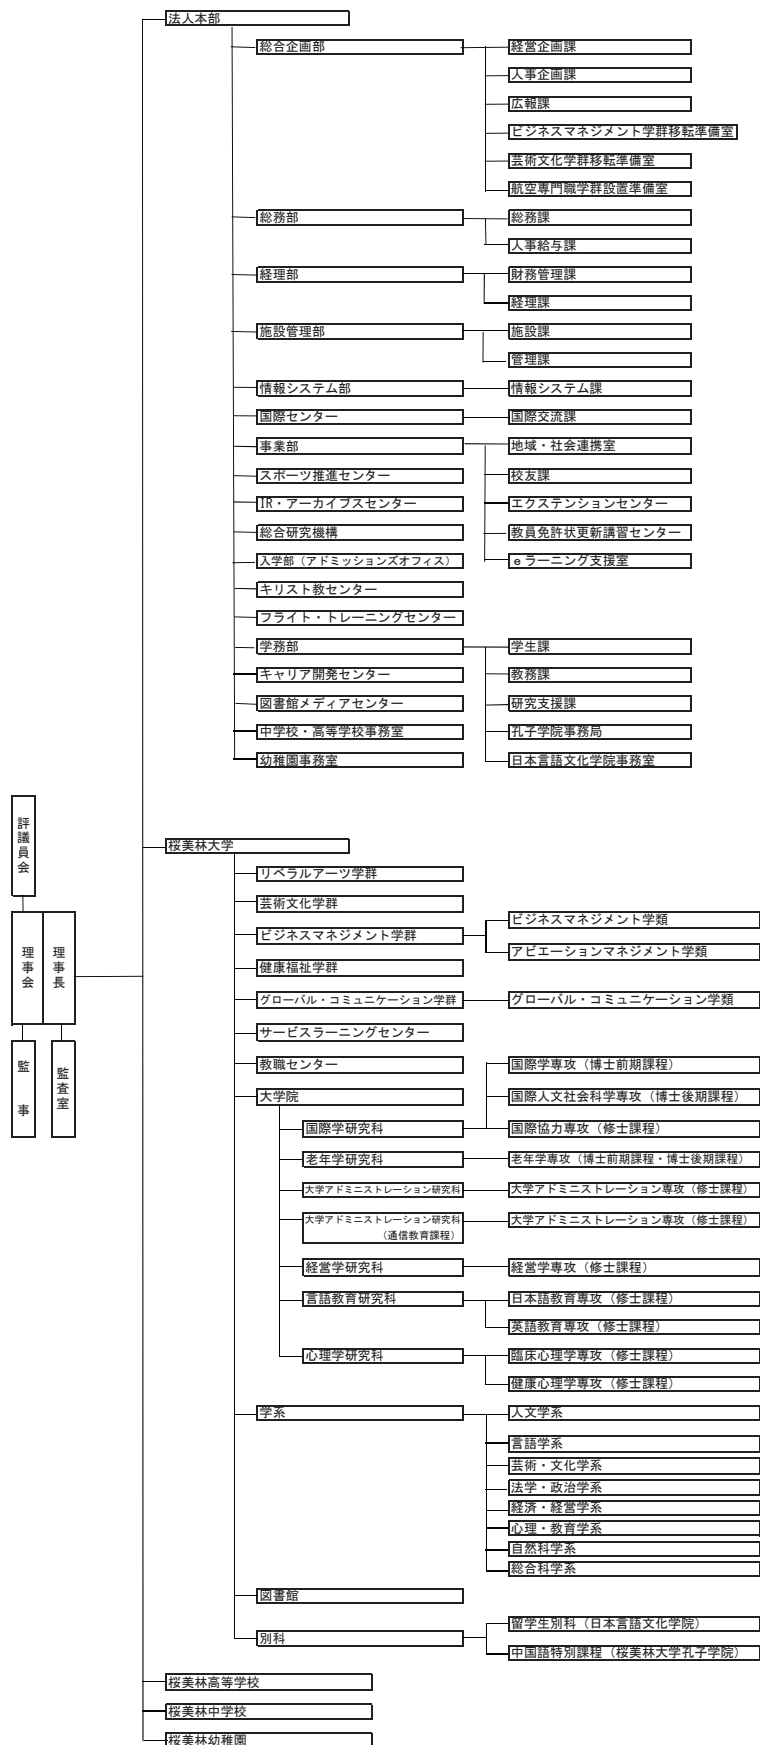 法人本部
総合企画部
経営企画課
人事企画課
広報課
ビジネスマネジメント学群移転準備室
芸術文化学群移転準備室
航空専門職学群設置準備室
総務部
総務課
人事給与課
経理部
財務管理課
経理課
施設管理部
施設課
管理課
情報システム部
情報システム課
国際センター
国際交流課
事業部
地域・社会連携室
スポーツ推進センター
校友課
IR・アーカイブスセンター
エクステンションセンター
総合研究機構
教員免許状更新講習センター
入学部（アドミッションズオフィス）
eラーニング支援室
キリスト教センター
フライト・トレーニングセンター
学務部
学生課
キャリア開発センター
教務課
図書館メディアセンター
研究支援課
中学校・高等学校事務室
孔子学院事務局
幼稚園事務室
日本言語文化学院事務室
評議員会
理事会
理事長
監事
監査室
桜美林大学
リベラルアーツ学群
芸術文化学群
ビジネスマネジメント学群
ビジネスマネジメント学類
アビエーションマネジメント学類
健康福祉学群
グローバル・コミュニケーション学群
グローバル・コミュニケーション学類
サービスラーニングセンター
教職センター
大学院
国際学専攻（博士前期課程）
国際人文社会科学専攻（博士後期課程）
国際学研究科
国際協力専攻（修士課程）
老年学研究科
老年学専攻（博士前期課程・博士後期課程）
大学アドミニストレーション研究科
大学アドミニストレーション専攻（修士課程）
大学アドミニストレーション研究科
（通信教育課程）
大学アドミニストレーション専攻（修士課程）
経営学研究科
経営学専攻（修士課程）
言語教育研究科
日本語教育専攻（修士課程）
英語教育専攻（修士課程）
心理学研究科
臨床心理学専攻（修士課程）
健康心理学専攻（修士課程）
学系
人文学系
言語学系
芸術・文化学系
法学・政治学系
経済・経営学系
心理・教育学系
自然科学系
総合科学系
図書館
別科
留学生別科（日本言語文化学院）
中国語特別課程（桜美林大学孔子学院）
桜美林高等学校
桜美林中学校
桜美林幼稚園